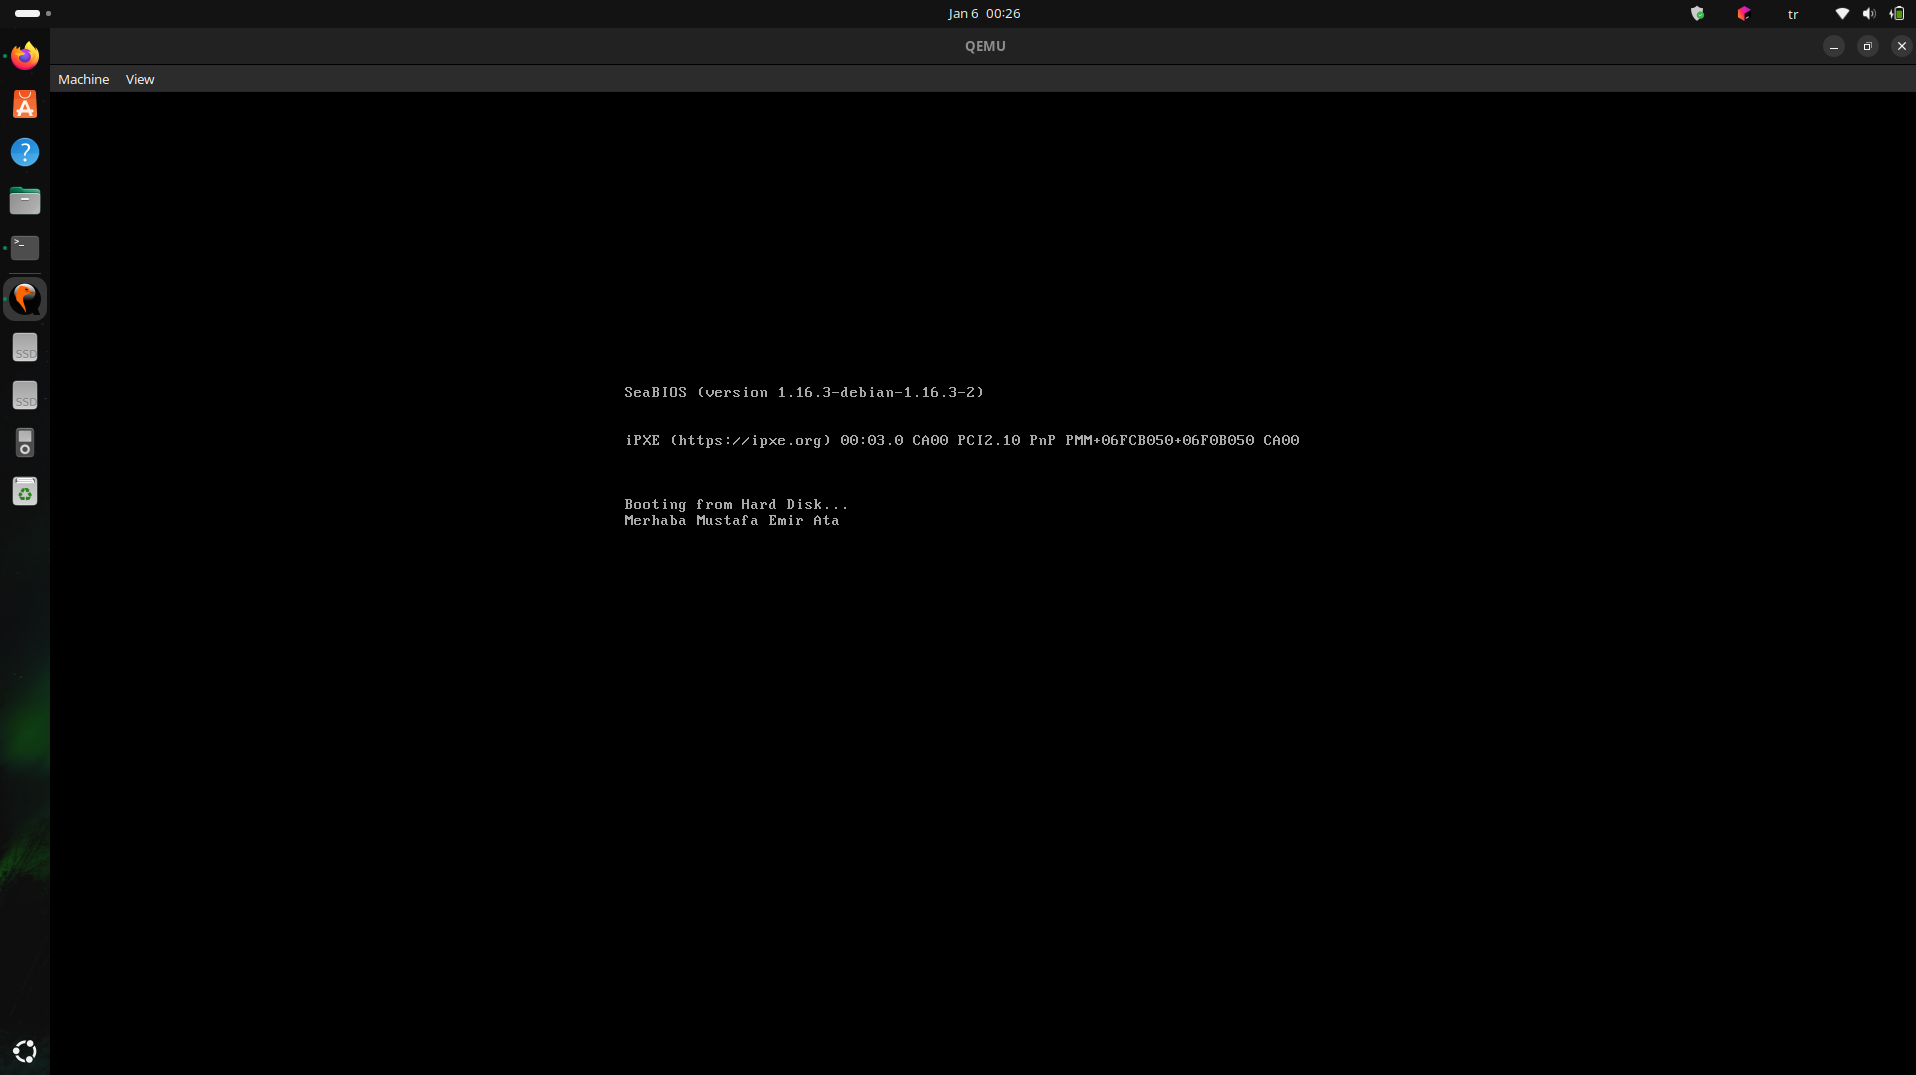 Jan 6 00:26
tr
QEMU
Machine View
SSD
SSD
SeaBIOS (version 1.16.3-debian-1.16.3-2)
iPXE (https://ipxe.org) 00:03.0 CA00 PCI2.10 PnP PMM+06FCB050+06F0B050 CA00
Booting from Hard Disk...
Merhaba Mustafa Emir Ata